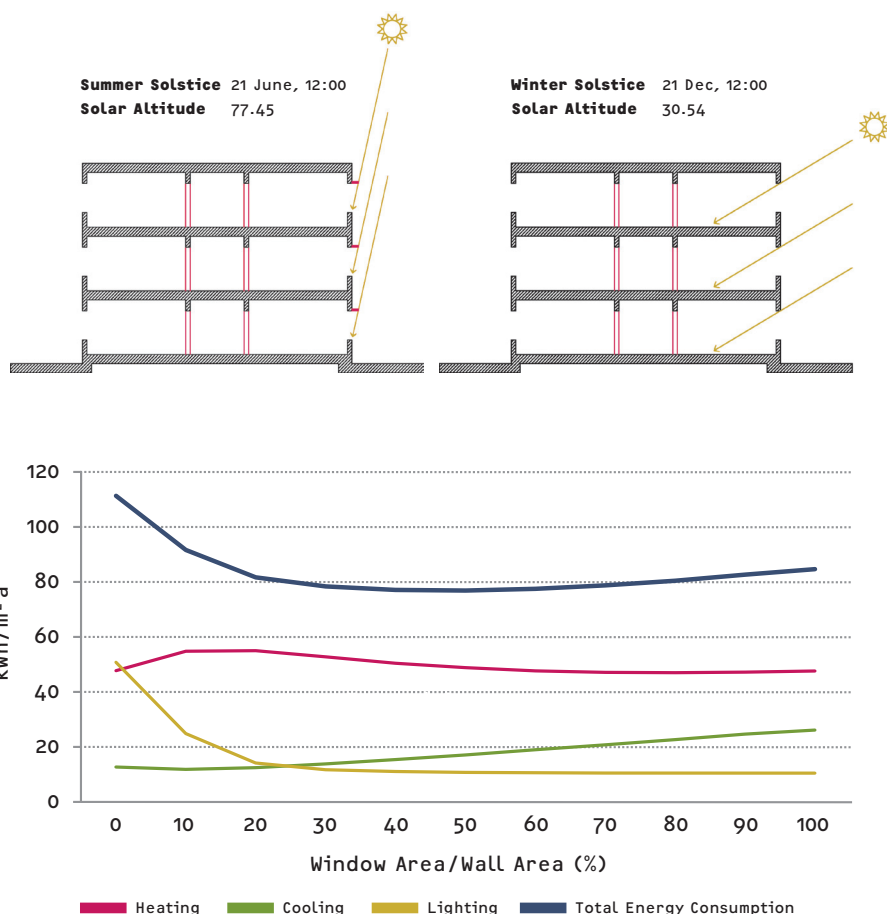 Summer Solstice 21 June, 12:00
Solar Altitude 77.45
Winter Solstice 21 Dec, 12:00
Solar Altitude 30.54
120
100
80
60
40
20
0
0 10 20 30 40 50 60 70 80 90 100
Window Area/Wall Area (%)
Heating Cooling Lighting Total Energy Consumption